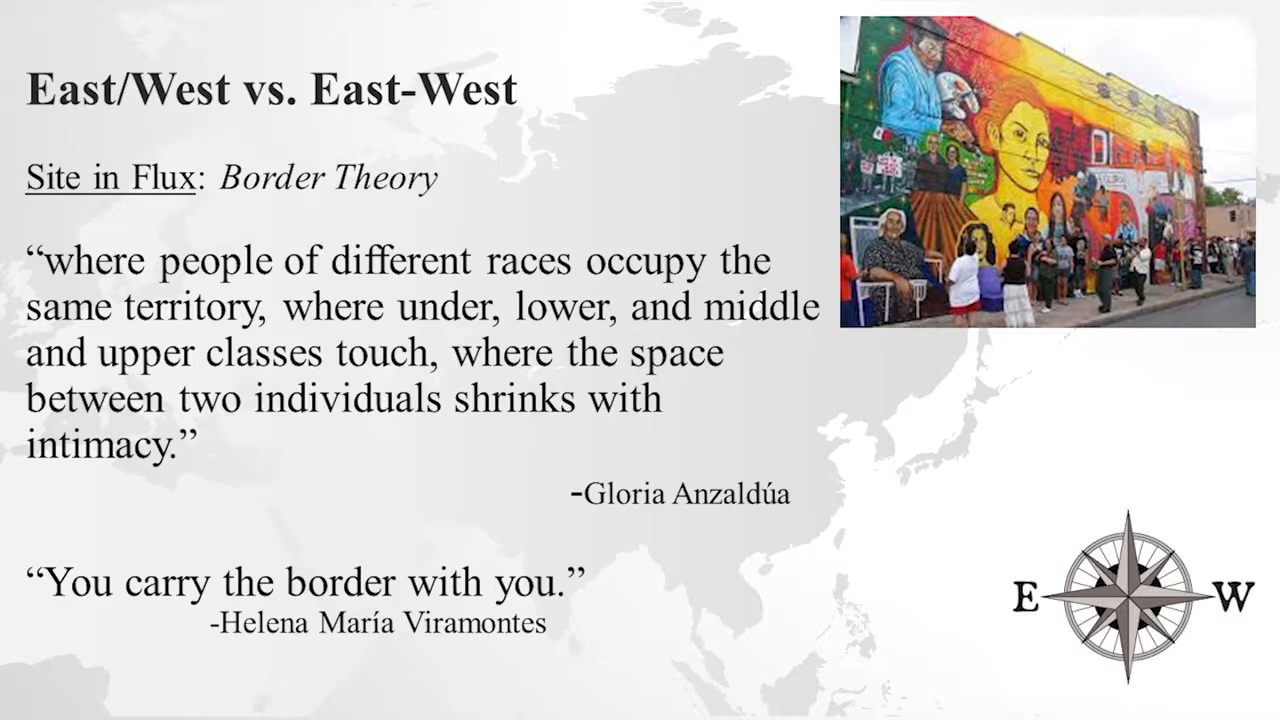 East/West vs. East-West
Site in Flux: Border Theory
“where people of different races occupy the
same territory, where under, lower, and middle
and upper classes touch, where the space
between two individuals shrinks with
intimacy.”
-Gloria Anzaldúa
“You carry the border with you.”
-Helena María Viramontes
E W